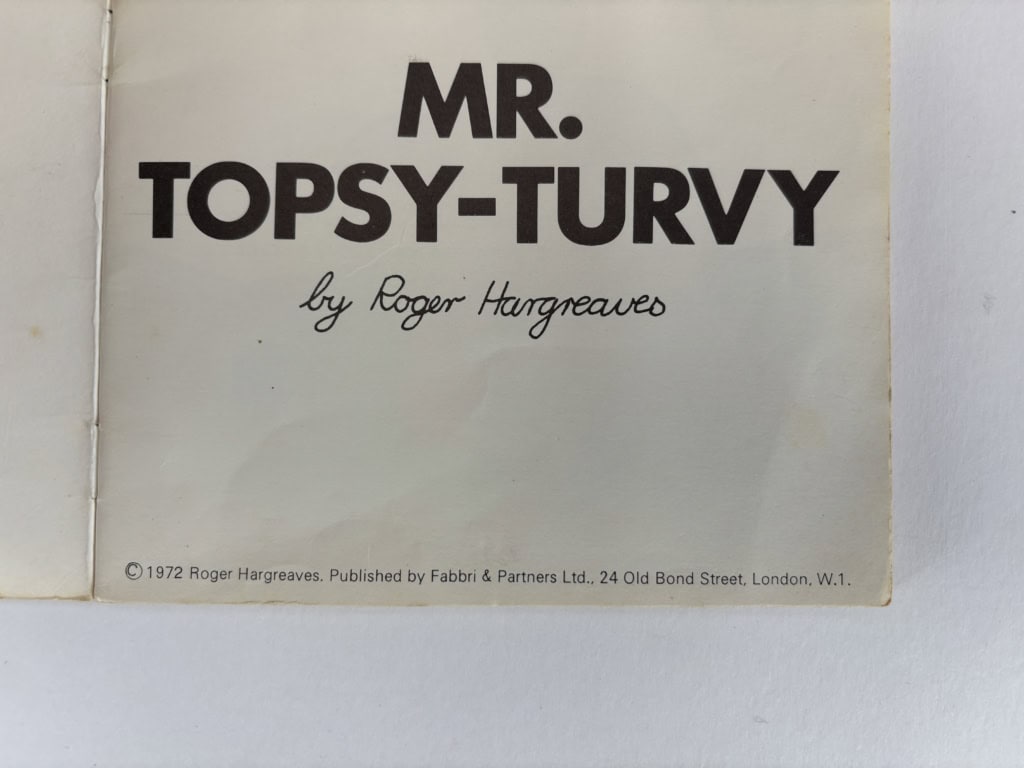 MR.
TOPSY-TURVY
by Roger Hargreaves
©1972 Roger Hargreaves. Published by Fabbri & Partners Ltd., 24 Old Bond Street, London, W.1.